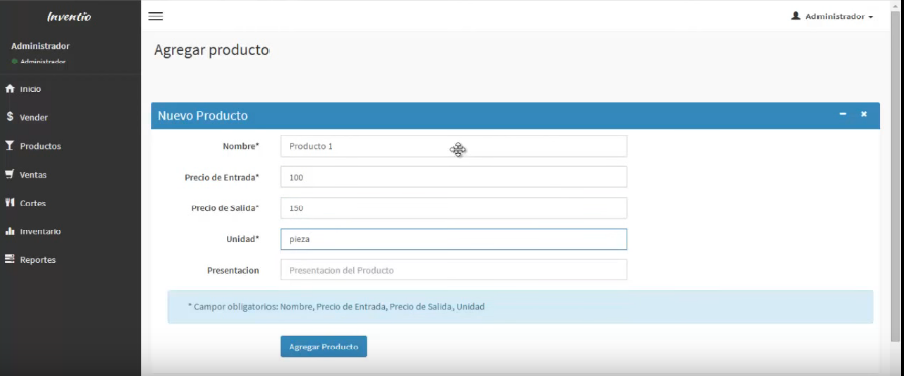 Inventio
Administrador
Agregar producto
Administrador
Administrador
Inicio
Vender
Productos
Ventas
Cortes
Inventario
Reportes
Nuevo Producto
Nombre* Producto 1
Precio de Entrada* 100
Precio de Salida* 150
Unidad* pieza
Presentacion Presentacion del Producto
* Campor obligatorios: Nombre, Precio de Entrada, Precio de Salida, Unidad
Agregar Producto